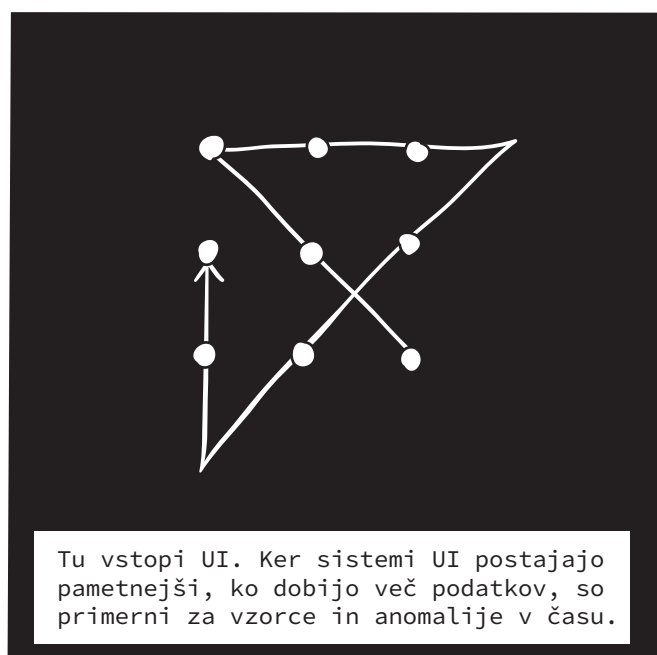 Tu vstopi UI. Ker sistemi UI postajajo
pametnejši, ko dobijo več podatkov, so
primerni za vzorce in anomalije v času.